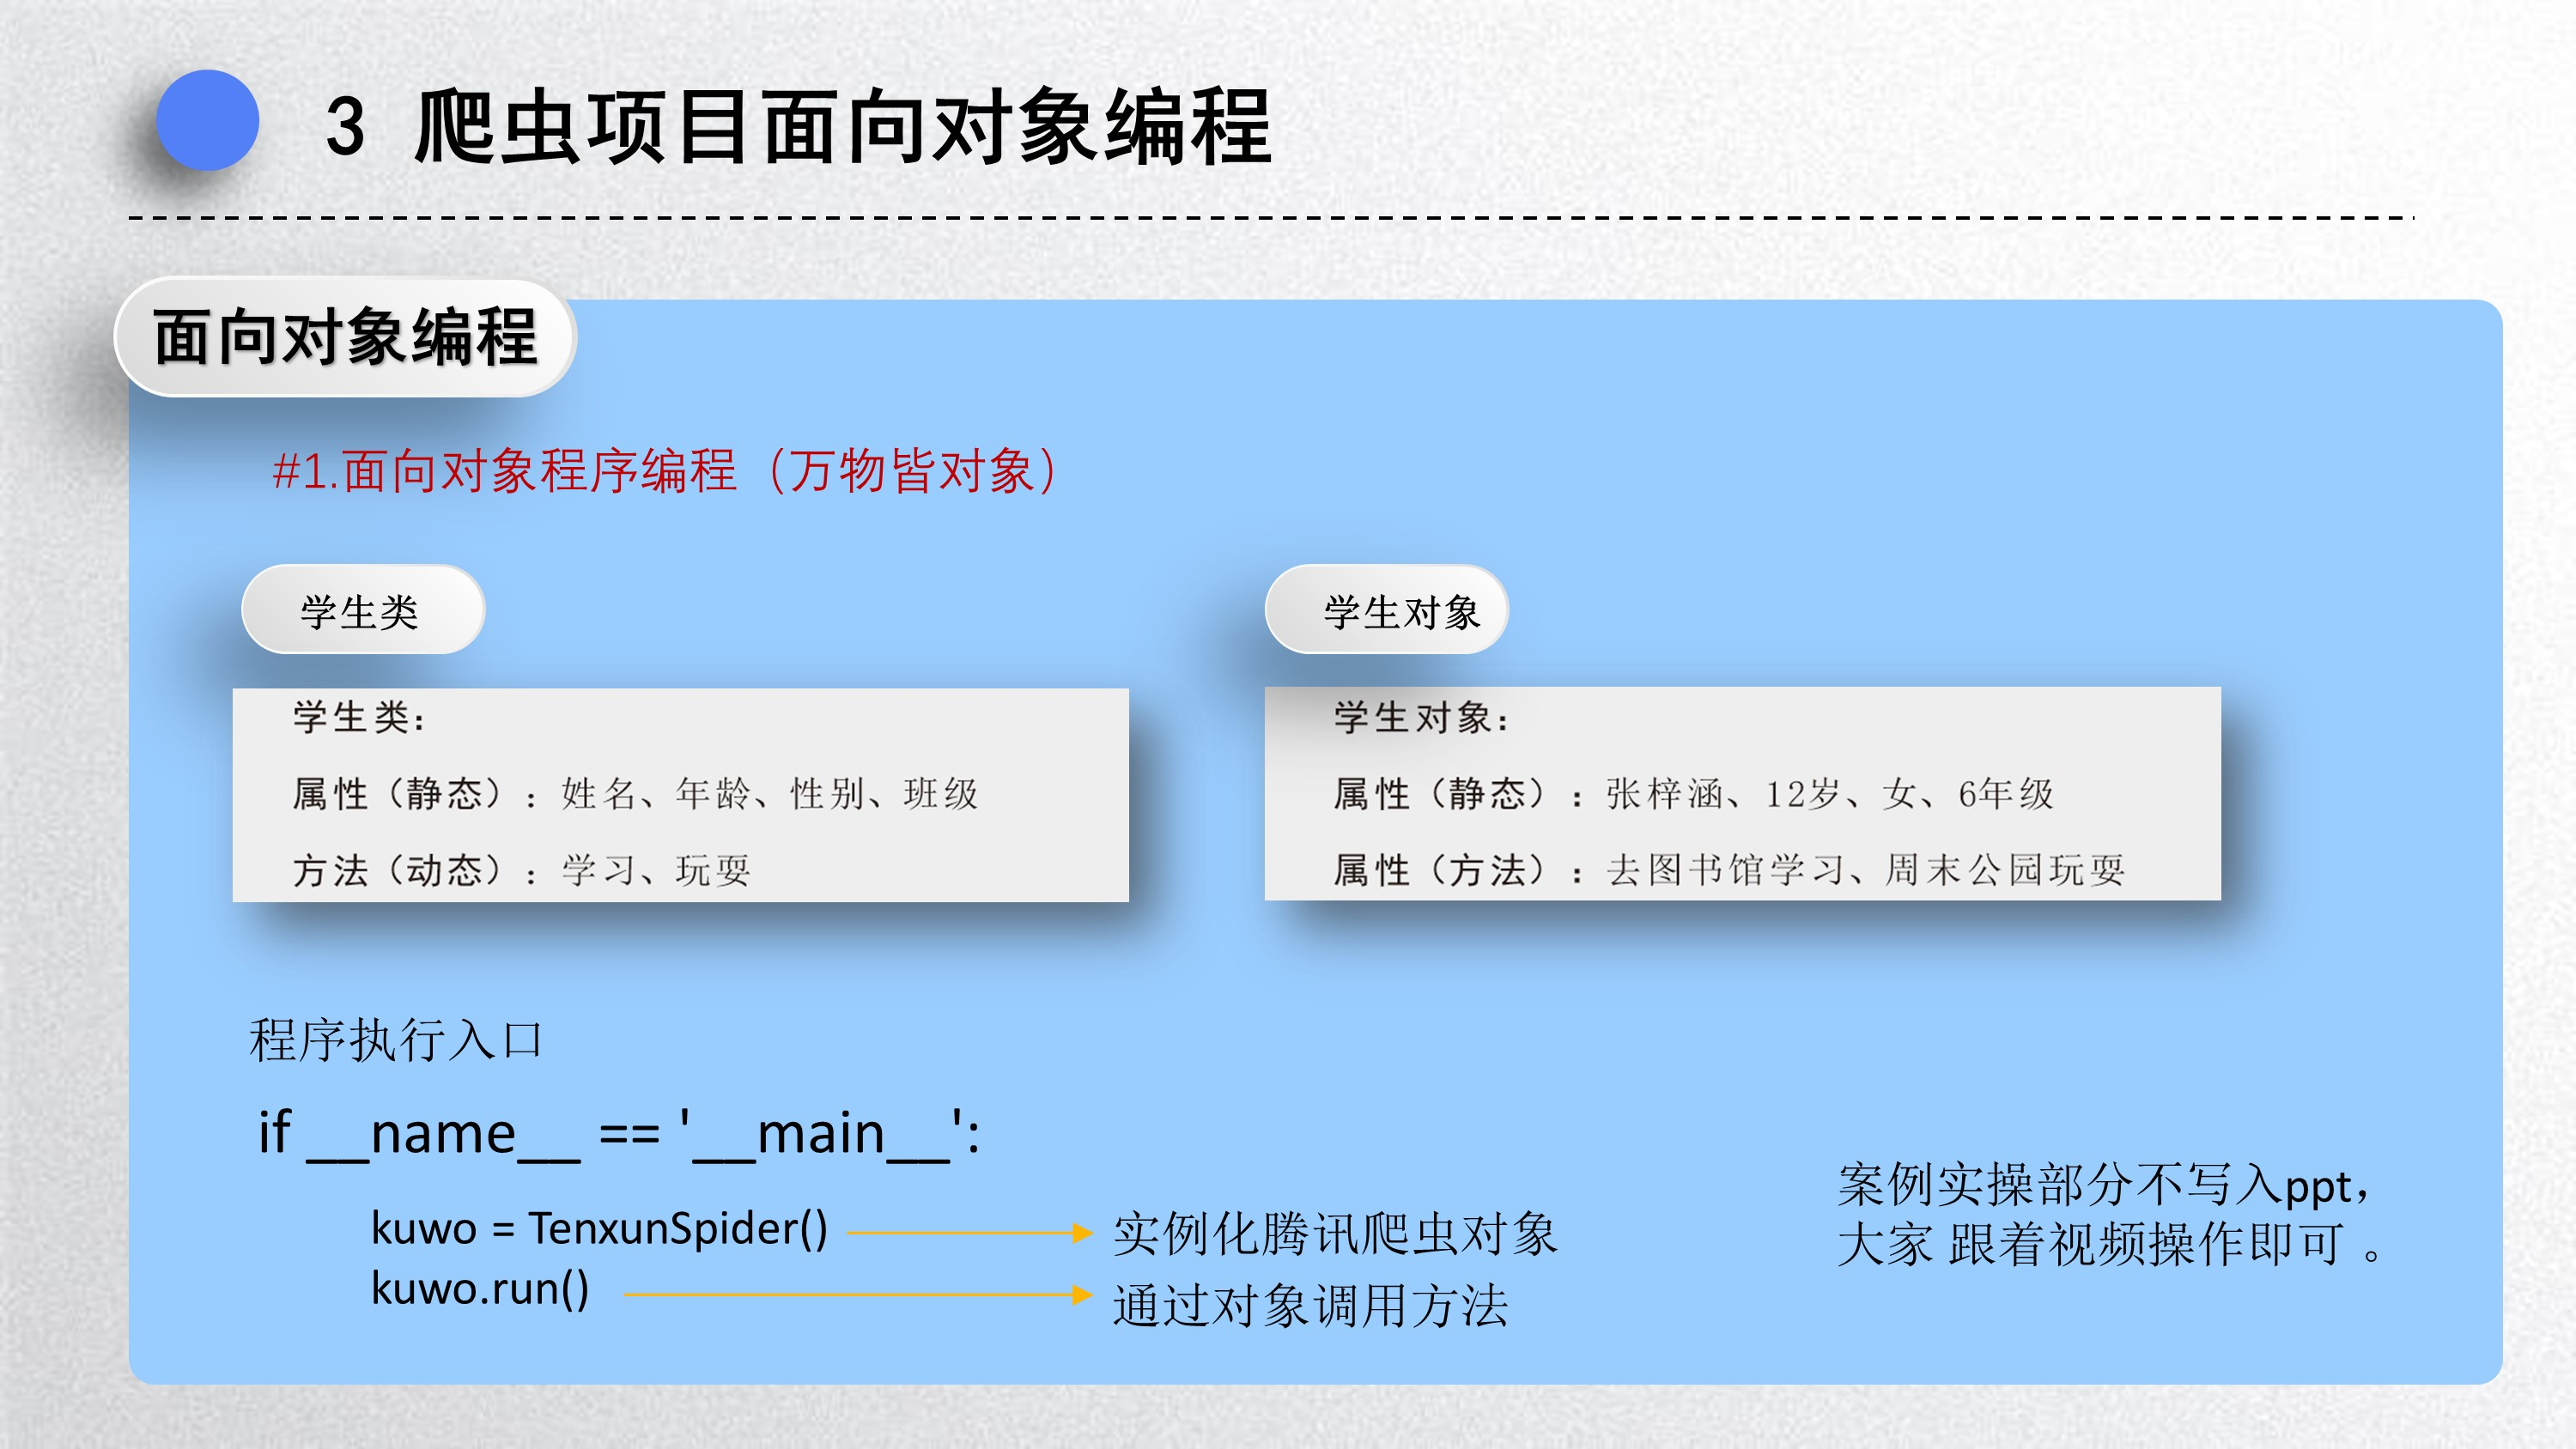 3 爬虫项目面向对象编程
面向对象编程
#1.面向对象程序编程（万物皆对象）
学生类
学生对象
学生类：
属性（静态）：姓名、年龄、性别、班级
方法（动态）：学习、玩耍
学生对象：
属性（静态）：张梓涵、12岁、女、6年级
属性（方法）：去图书馆学习、周末公园玩耍
程序执行入口
if __name__ == '__main__':
kuwo = TenxunSpider()
实例化腾讯爬虫对象
kuwo.run()
通过对象调用方法
案例实操部分不写入ppt，
大家 跟着视频操作即可 。